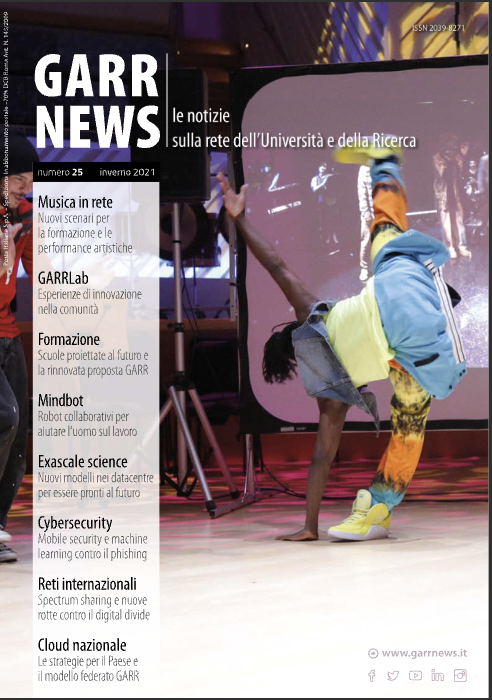 ISSN 2039-8271
Poste Italiane S.p.A. - Spedizione in abbonamento postale - 70% DCB Roma Aut. N. 145/2009
GARR
NEWS
le notizie
sulla rete dell'Università e della Ricerca
numero 25 inverno 2021
Musica in rete
Nuovi scenari per
la formazione e le
performance artistiche
GARRLab
Esperienze di innovazione
nella comunità
Formazione
Scuole proiettate al futuro e
la rinnovata proposta GARR
Mindbot
Robot collaborativi per
aiutare l'uomo sul lavoro
Exascale science
Nuovi modelli nei datacentre
per essere pronti al futuro
Cybersecurity
Mobile security e machine
learning contro il phishing
Reti internazionali
Spectrum sharing e nuove
rotte contro il digital divide
Cloud nazionale
Le strategie per il Paese e
il modello federato GARR
www.garrnews.it